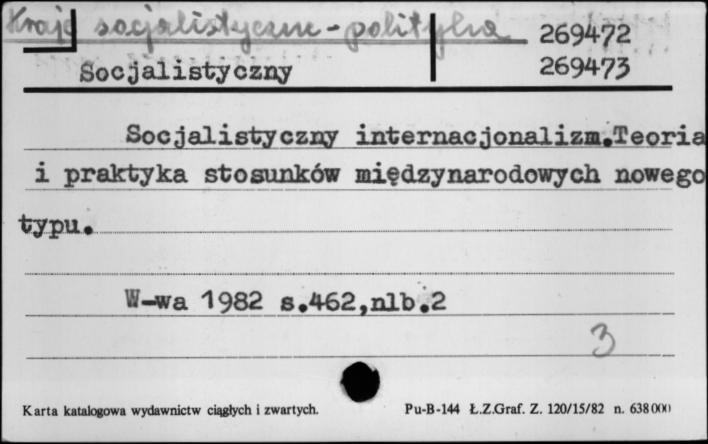 Kraje socjalistyczne - polityka
269472
Socjalistyczny
269473
Socjalistyczny internacjonalizm.Teoria
i praktyka stosunków międzynarodowych nowego
typu.
W-wa 1982 s.462,nlb.2
3
Karta katalogowa wydawnictw ciągłych i zwartych.
Pu-B-144 Ł.Z.Graf. Z. 120/15/82 n. 638000